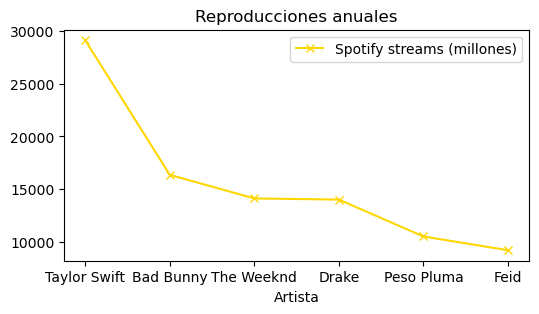 Reproducciones anuales
Spotify streams (millones)
30000
25000
20000
15000
10000
Taylor Swift Bad Bunny The Weeknd Drake Peso Pluma Feid
Artista